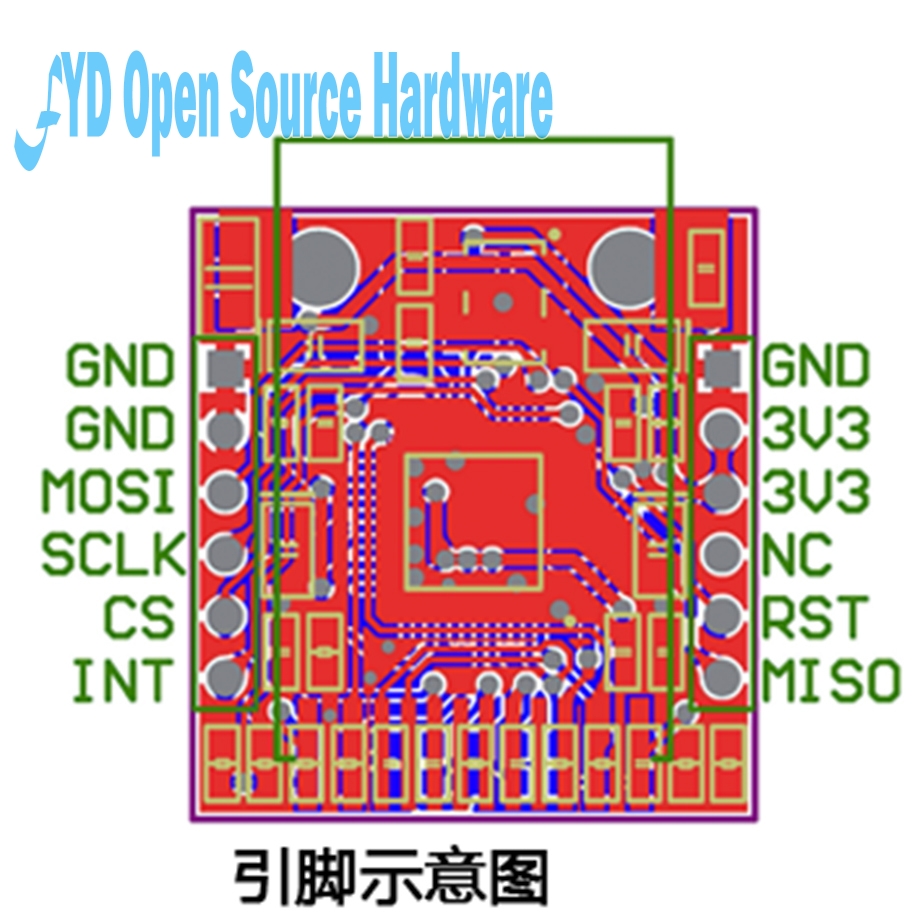 YD Open Source Hardware
GND GND
GND 3V3
MOSI 3V3
SCLK NC
CS RST
INT MISO
引脚示意图